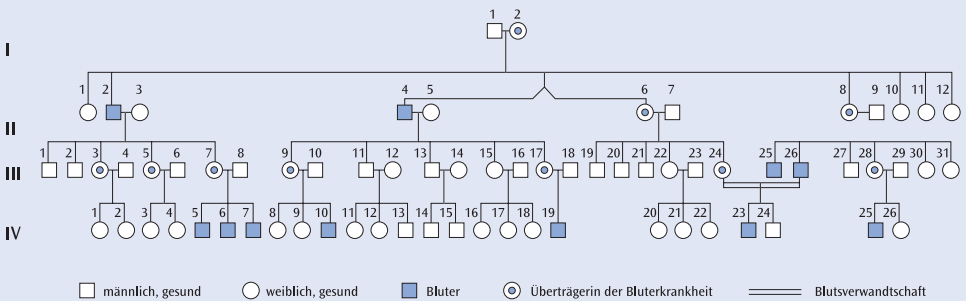 1 2
I
1 2 3 4 5 6 7 8 9 10 11 12
II
1 2 3 4 5 6 7 8 9 10 11 12 13 14 15 16 17 18 19 20 21 22 23 24 25 26 27 28 29 30 31
III
1 2 3 4 5 6 7 8 9 10 11 12 13 14 15 16 17 18 19 20 21 22 23 24 25 26
IV
männlich, gesund weiblich, gesund Bluter Überträgerin der Bluterkrankheit Blutsverwandtschaft